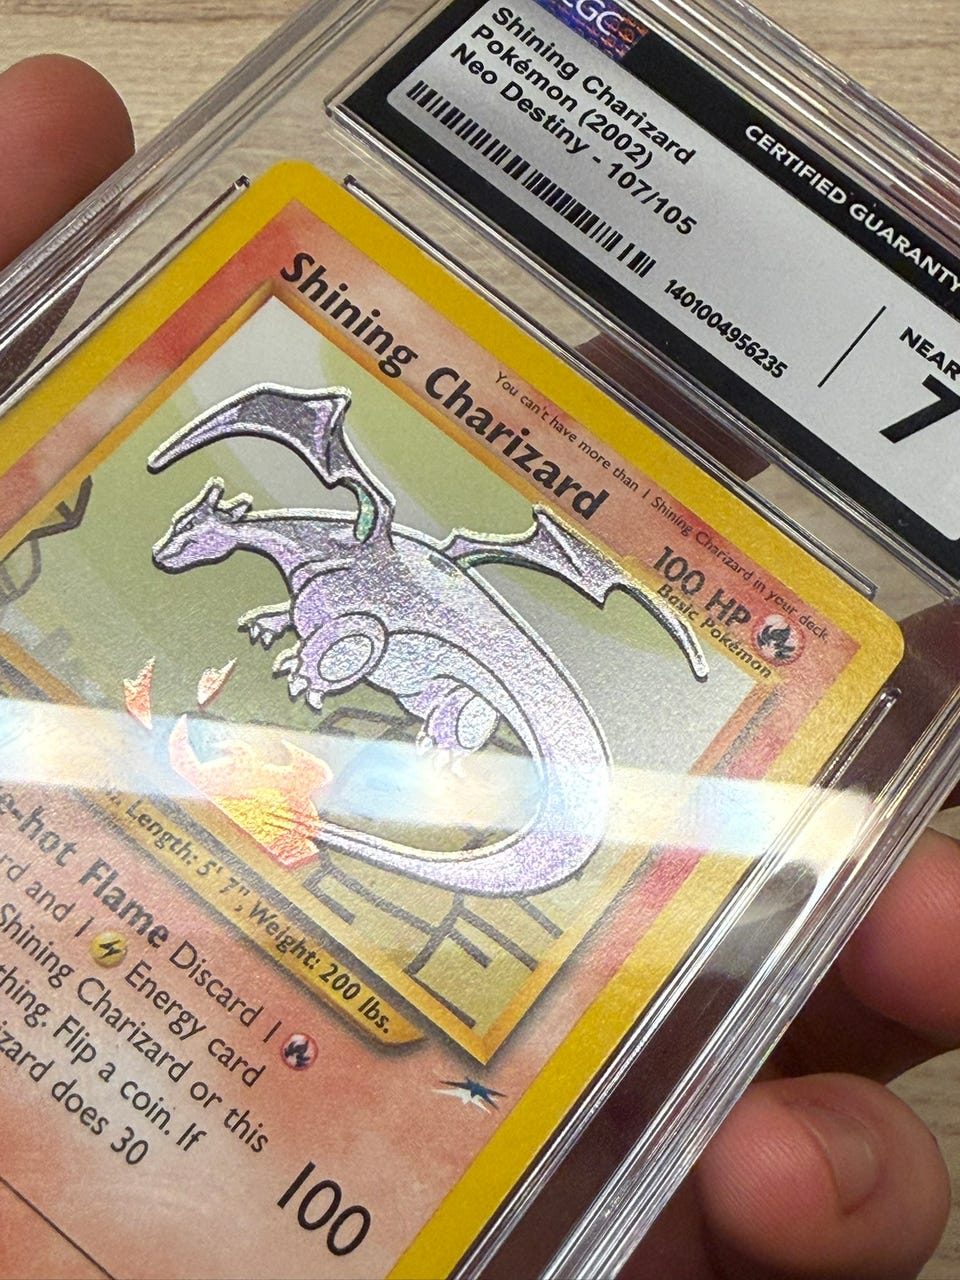 CGC
Shining Charizard
Pokémon (2002)
Neo Destiny - 107/105
1401004956235
CERTIFIED GUARANTY
NEAR
7
Shining Charizard
You can't have more than 1 Shining Charizard in your deck
100 HP
Basic Pokémon
Length: 5' 7", Weight: 200 lbs.
e-hot Flame Discard 1
rd and 1 Energy card
Shining Charizard or this
thing. Flip a coin. If
izard does 30
100